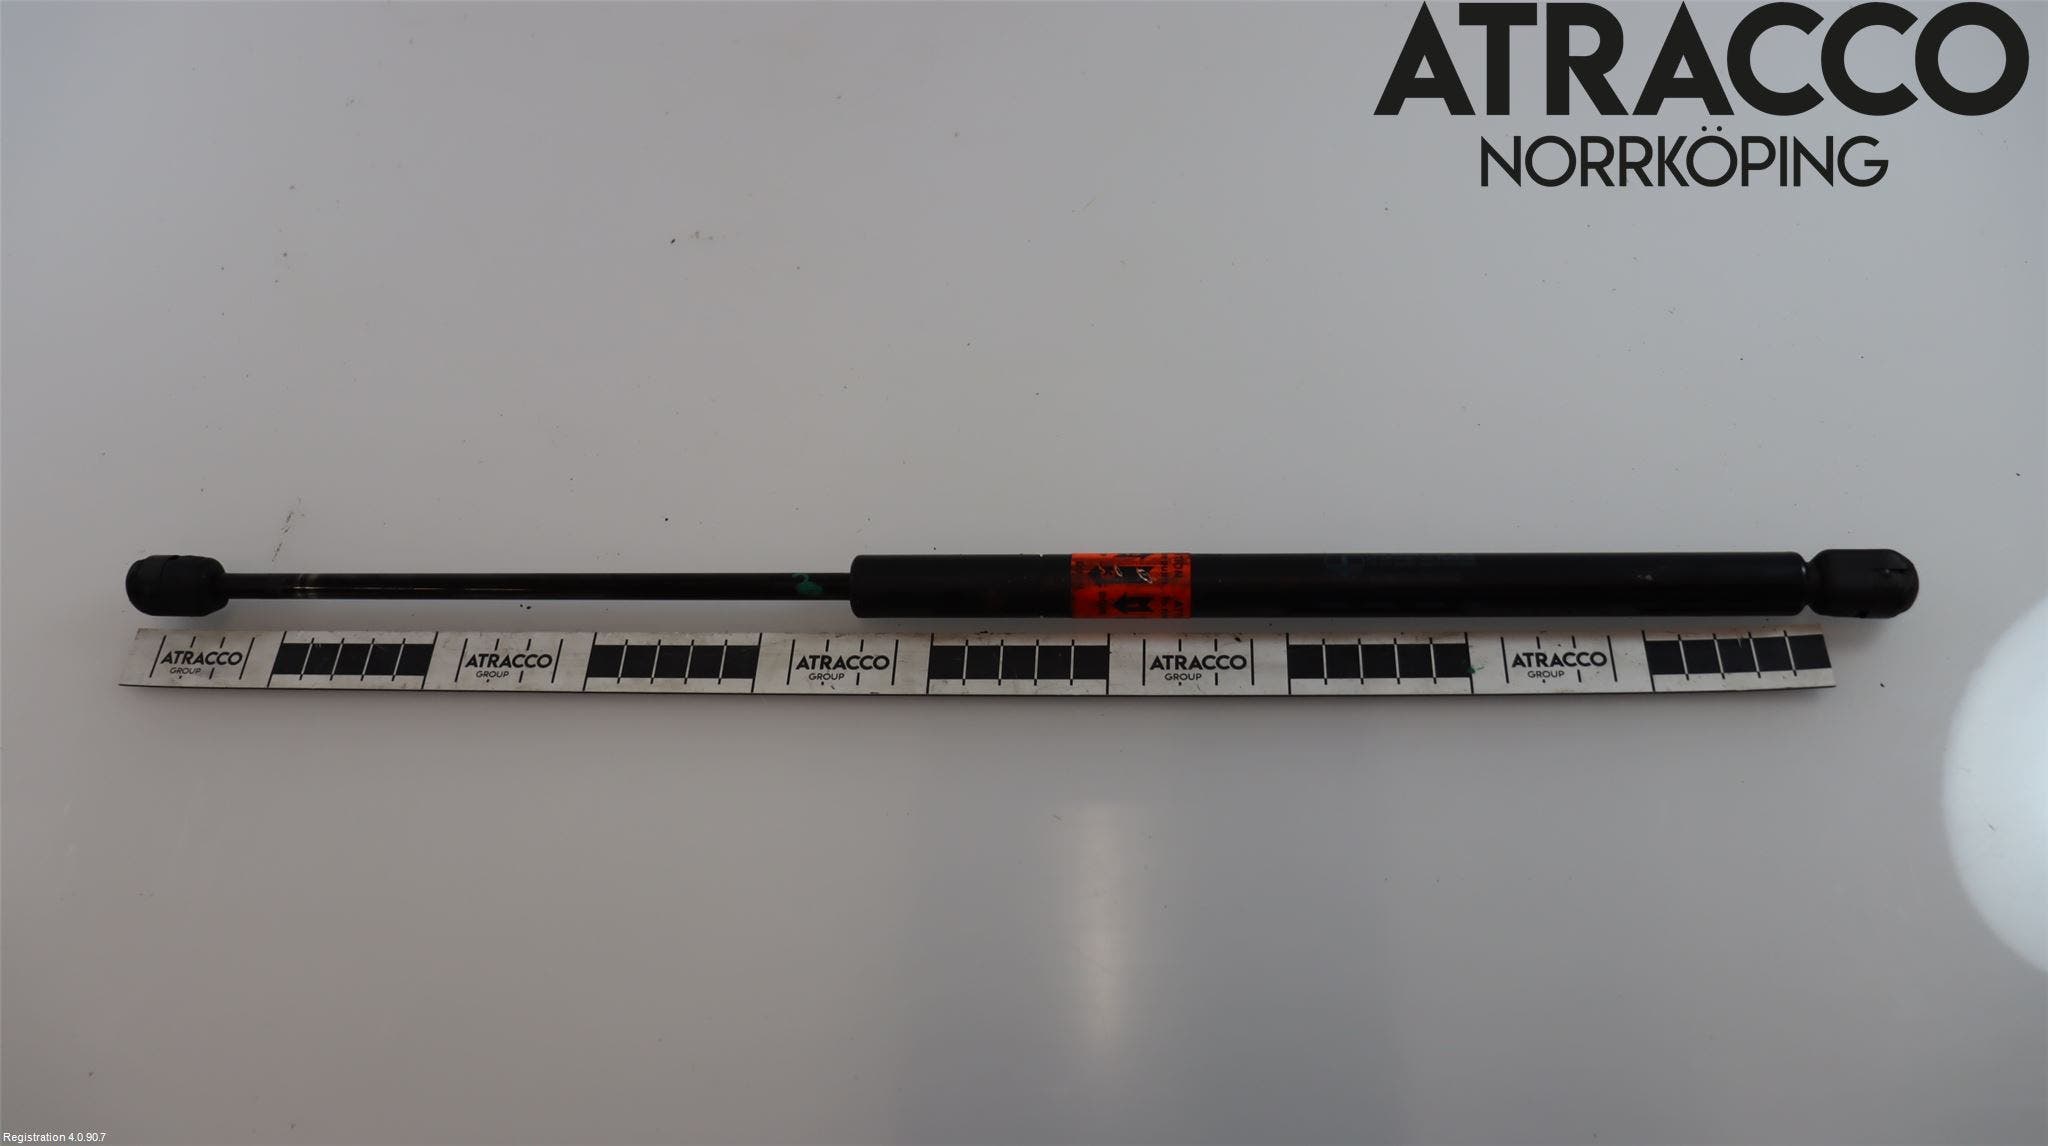 ATRACCO
NORRKÖPING
ATRACCO
GROUP
ATRACCO
GROUP
ATRACCO
GROUP
ATRACCO
GROUP
ATRACCO
GROUP
Registration 4.0.90.7